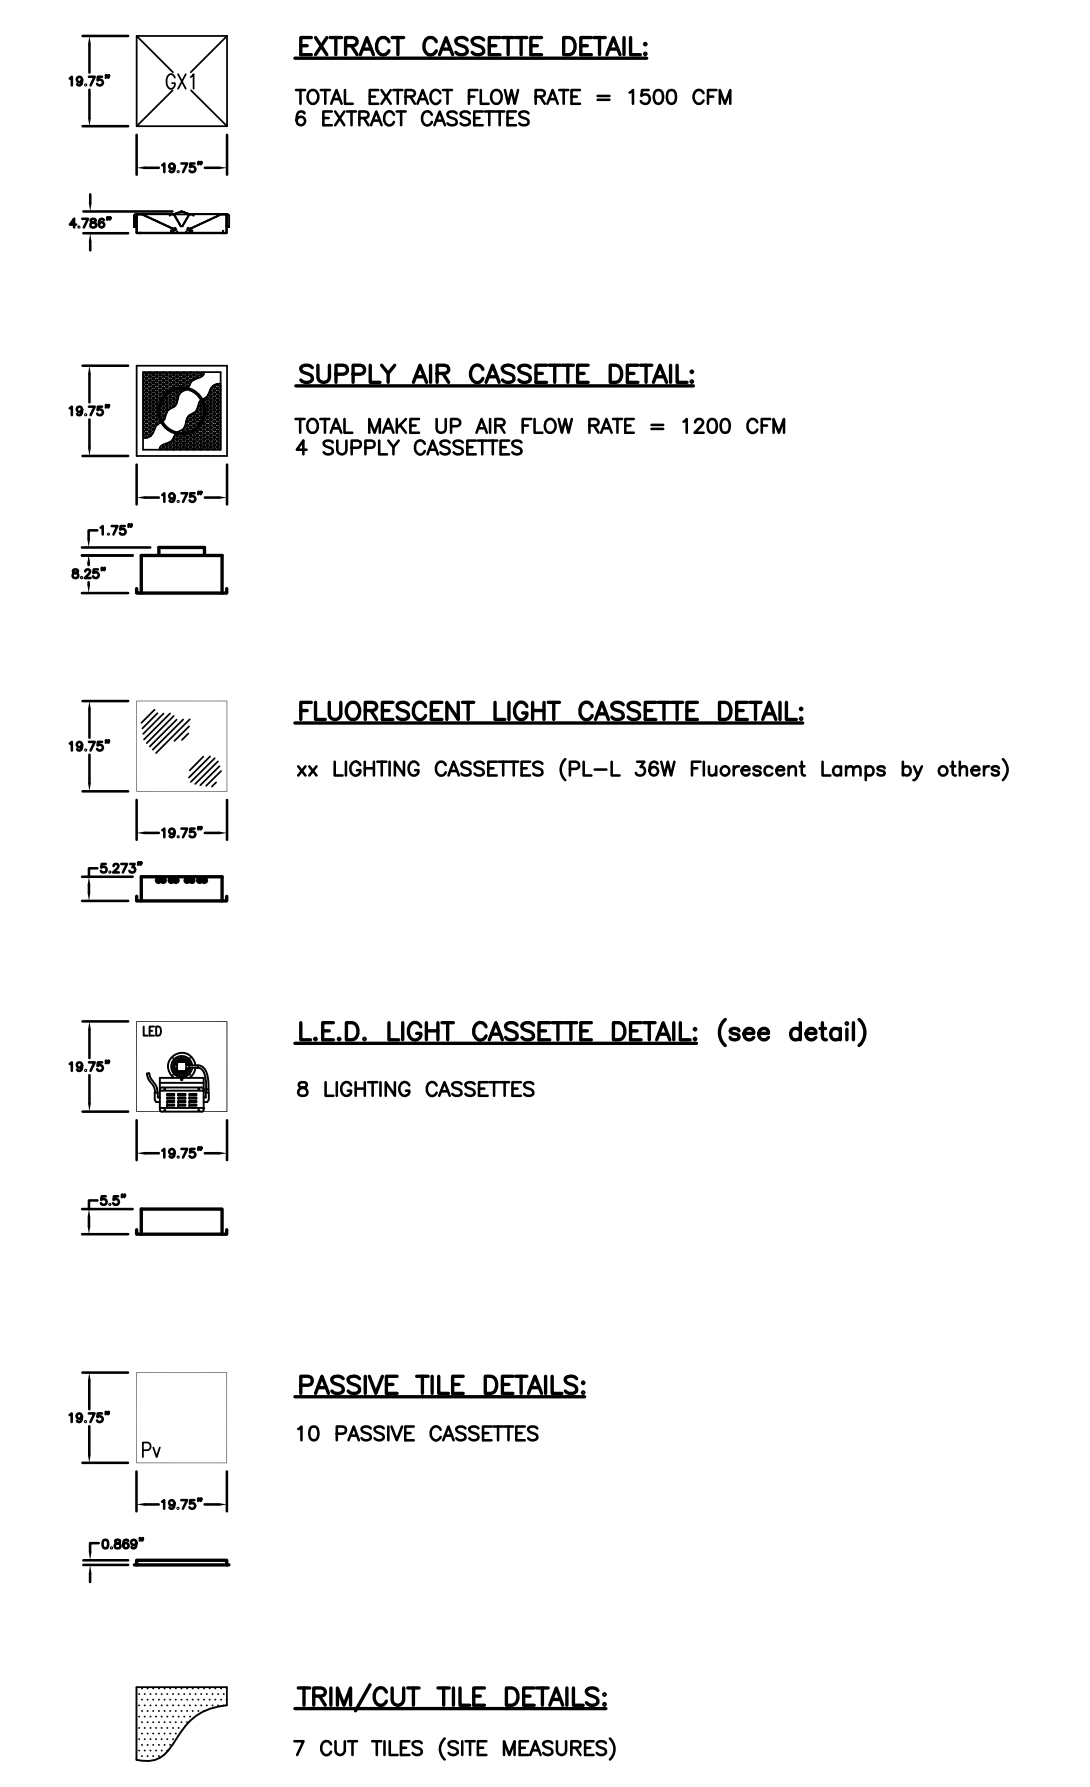 EXTRACT CASSETTE DETAIL:
19.75"
GX1
TOTAL EXTRACT FLOW RATE = 1500 CFM
6 EXTRACT CASSETTES
19.75"
4.786"
SUPPLY AIR CASSETTE DETAIL:
19.75"
TOTAL MAKE UP AIR FLOW RATE = 1200 CFM
4 SUPPLY CASSETTES
19.75"
1.75"
8.25"
FLUORESCENT LIGHT CASSETTE DETAIL:
19.75"
xx LIGHTING CASSETTES (PL-L 36W Fluorescent Lamps by others)
19.75"
5.273"
LED
L.E.D. LIGHT CASSETTE DETAIL: (see detail)
19.75"
8 LIGHTING CASSETTES
19.75"
5.5"
PASSIVE TILE DETAILS:
19.75"
10 PASSIVE CASSETTES
Pv
19.75"
0.869"
TRIM/CUT TILE DETAILS:
7 CUT TILES (SITE MEASURES)